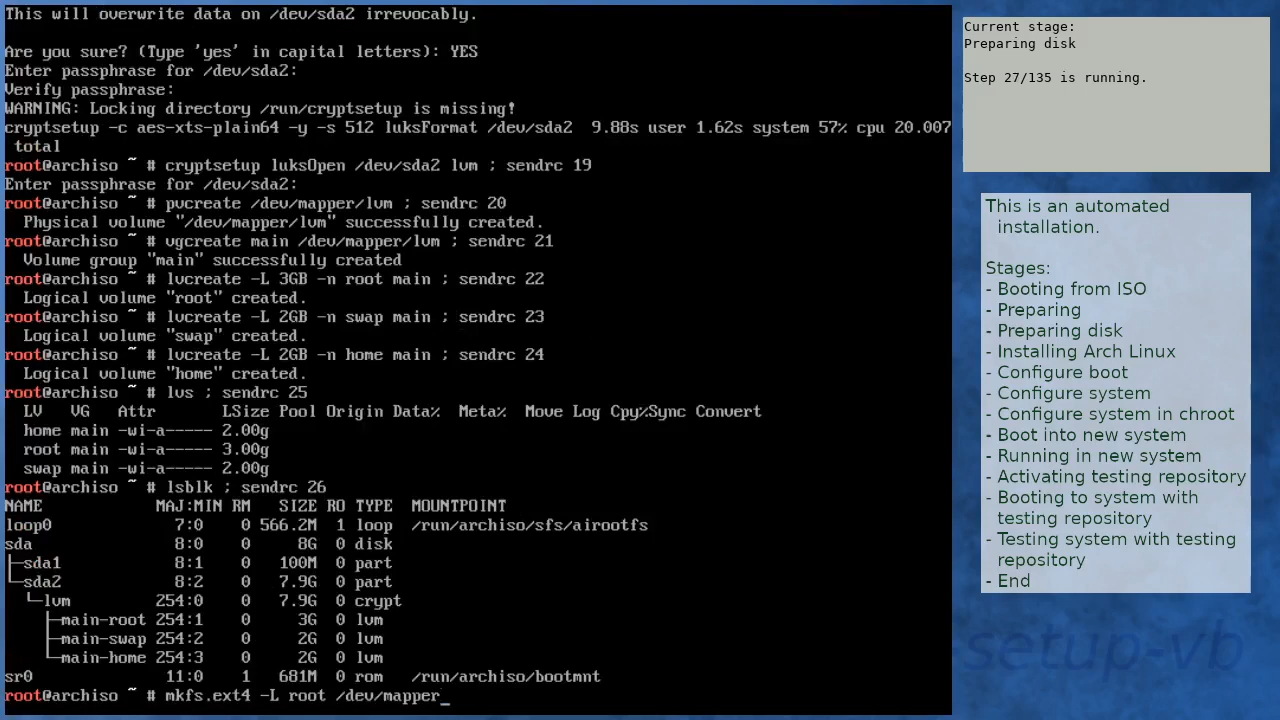 This will overwrite data on /dev/sda2 irrevocably.
Are you sure? (Type 'yes' in capital letters): YES
Enter passphrase for /dev/sda2:
Verify passphrase:
WARNING: Locking directory /run/cryptsetup is missing!
cryptsetup -c aes-xts-plain64 -y -s 512 luksFormat /dev/sda2  9.88s user 1.62s system 57% cpu 20.007
 total
root@archiso ~ # cryptsetup luksOpen /dev/sda2 lvm ; sendrc 19
Enter passphrase for /dev/sda2:
root@archiso ~ # pvcreate /dev/mapper/lvm ; sendrc 20
  Physical volume "/dev/mapper/lvm" successfully created.
root@archiso ~ # vgcreate main /dev/mapper/lvm ; sendrc 21
  Volume group "main" successfully created
root@archiso ~ # lvcreate -L 3GB -n root main ; sendrc 22
  Logical volume "root" created.
root@archiso ~ # lvcreate -L 2GB -n swap main ; sendrc 23
  Logical volume "swap" created.
root@archiso ~ # lvcreate -L 2GB -n home main ; sendrc 24
  Logical volume "home" created.
root@archiso ~ # lvs ; sendrc 25
  LV   VG   Attr       LSize Pool Origin Data%  Meta%  Move Log Cpy%Sync Convert
  home main -wi-a----- 2.00g
  root main -wi-a----- 3.00g
  swap main -wi-a----- 2.00g
root@archiso ~ # lsblk ; sendrc 26
NAME            MAJ:MIN RM   SIZE RO TYPE  MOUNTPOINT
loop0             7:0    0 566.2M  1 loop  /run/archiso/sfs/airootfs
sda               8:0    0     8G  0 disk
├─sda1            8:1    0   100M  0 part
└─sda2            8:2    0   7.9G  0 part
  └─lvm         254:0    0   7.9G  0 crypt
    ├─main-root 254:1    0     3G  0 lvm
    ├─main-swap 254:2    0     2G  0 lvm
    └─main-home 254:3    0     2G  0 lvm
sr0              11:0    1   681M  0 rom   /run/archiso/bootmnt
root@archiso ~ # mkfs.ext4 -L root /dev/mapper_
Current stage:
Preparing disk
Step 27/135 is running.
This is an automated
installation.
Stages:
- Booting from ISO
- Preparing
- Preparing disk
- Installing Arch Linux
- Configure boot
- Configure system
- Configure system in chroot
- Boot into new system
- Running in new system
- Activating testing repository
- Booting to system with
testing repository
- Testing system with testing
repository
- End
setup-vb